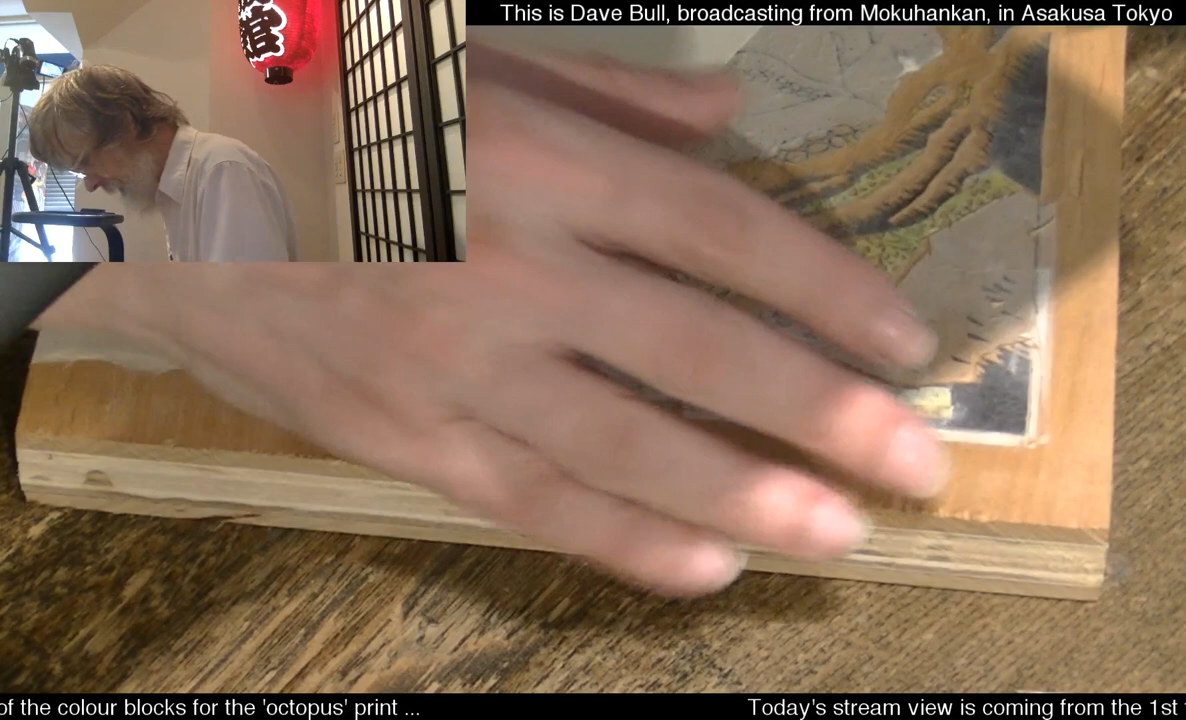 This is Dave Bull, broadcasting from Mokuhankan, in Asakusa Tokyo
館
of the colour blocks for the 'octopus' print ...
Today's stream view is coming from the 1st